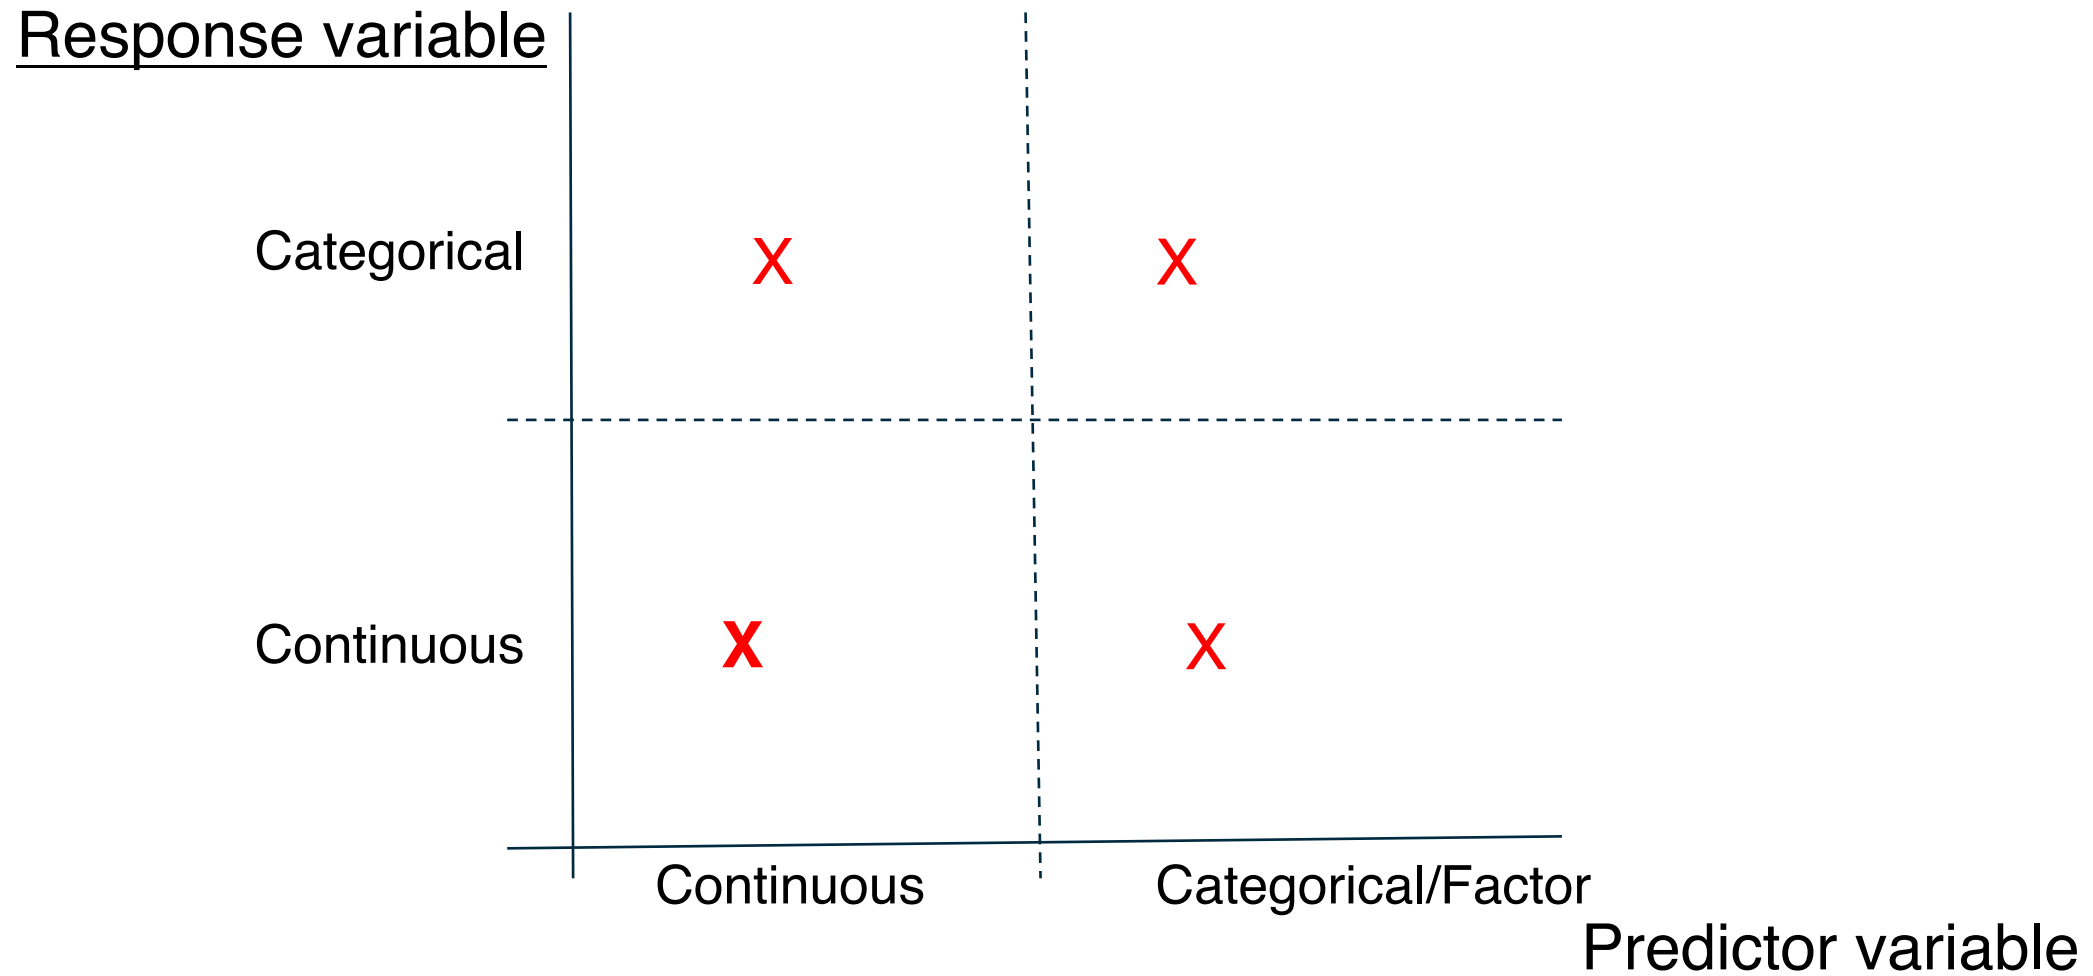 Response variable
Categorical
X X
Continuous
X X
Continuous Categorical/Factor
Predictor variable